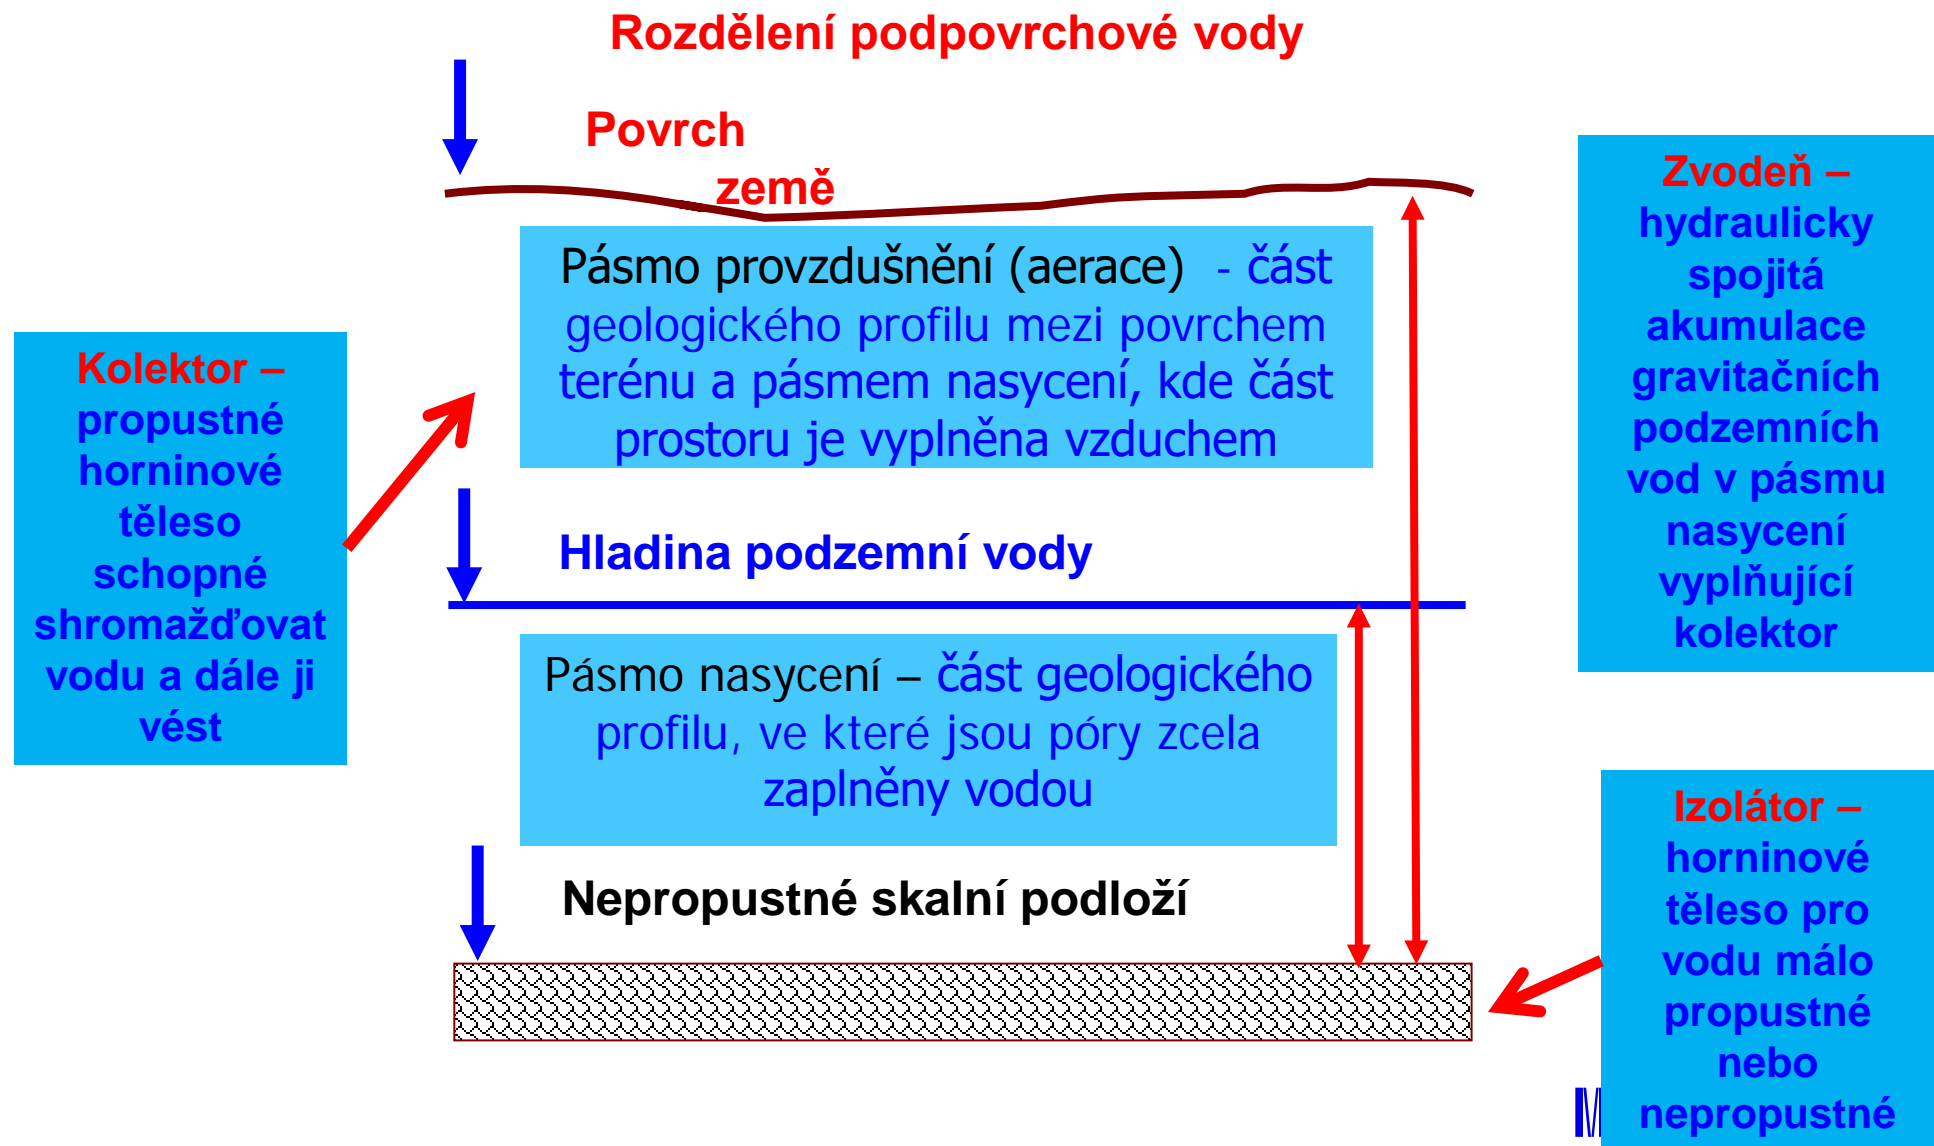 Rozdělení podpovrchové vody
Povrch
země
Pásmo provzdušnění (aerace) - část
geologického profilu mezi povrchem
terénu a pásmem nasycení, kde část
prostoru je vyplněna vzduchem
Kolektor –
propustné
horninové
těleso
schopné
shromažďovat
vodu a dále ji
vést
Zvodeň –
hydraulicky
spojitá
akumulace
gravitačních
podzemních
vod v pásmu
nasycení
vyplňující
kolektor
Hladina podzemní vody
Pásmo nasycení – část geologického
profilu, ve které jsou póry zcela
zaplněny vodou
Nepropustné skalní podloží
Izolátor –
horninové
těleso pro
vodu málo
propustné
nebo
nepropustné